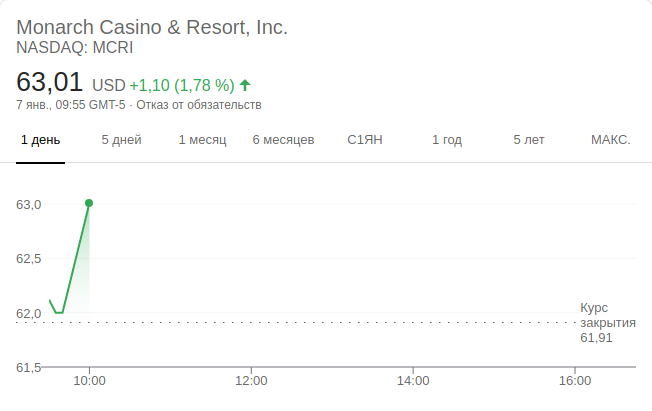 Monarch Casino & Resort, Inc.
NASDAQ: MCRI
63,01 USD +1,10 (1,78 %)
7 янв., 09:55 GMT-5 · Отказ от обязательств
1 день 5 дней 1 месяц 6 месяцев С1ЯН 1 год 5 лет МАКС.
63,0
62,5
62,0
Курс
закрытия
61,91
61,5
10:00 12:00 14:00 16:00